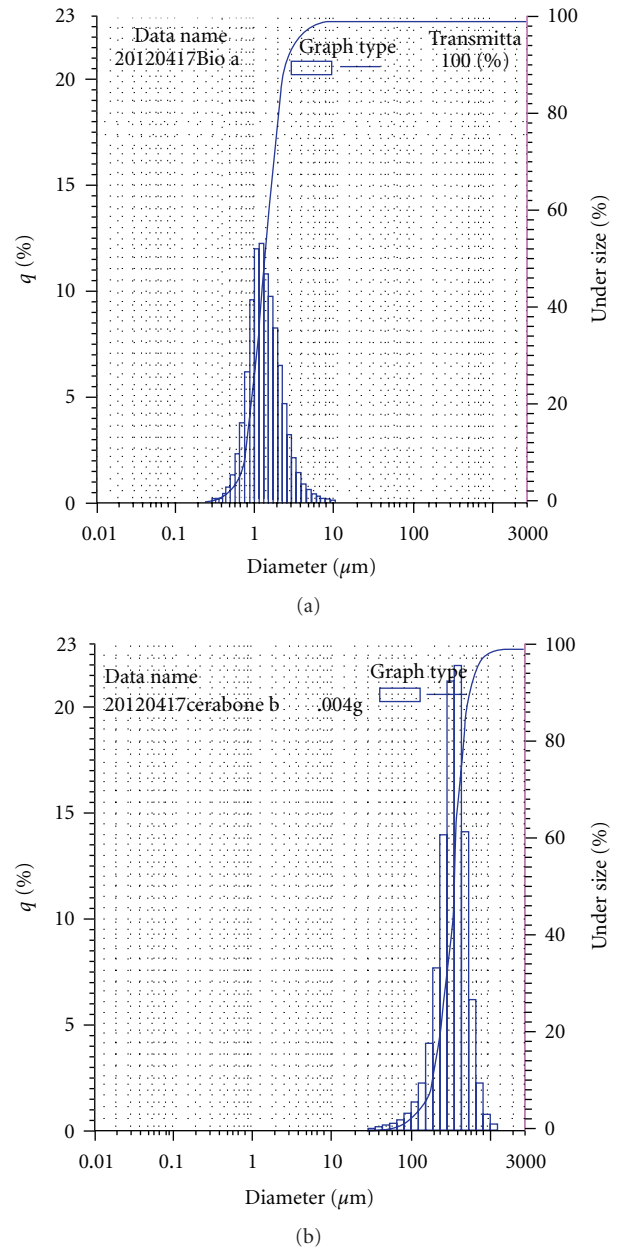 23
20
15
10
5
0
q (%)
Data name
20120417Bio a
Graph type
Transmitta
100 (%)
100
80
60
40
20
0
Under size (%)
0.01 0.1 1 10 100 3000
Diameter (μm)
(a)
23
20
15
10
5
0
q (%)
Data name
20120417cerabone b .004g
Graph type
100
80
60
40
20
0
Under size (%)
0.01 0.1 1 10 100 3000
Diameter (μm)
(b)